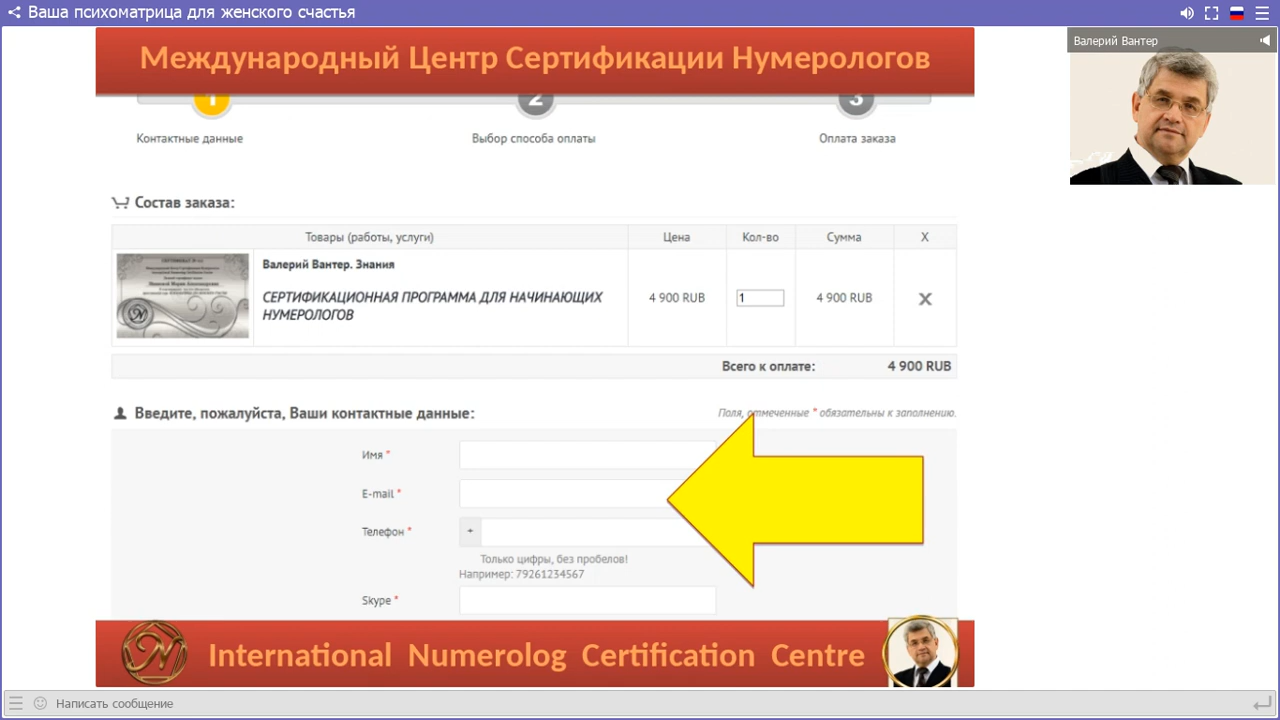 Ваша психоматрица для женского счастья
Валерий Вантер
Международный Центр Сертификации Нумерологов
1 2 3
Контактные данные Выбор способа оплаты Оплата заказа
Состав заказа:
Товары (работы, услуги) Цена Кол-во Сумма X
Валерий Вантер. Знания
СЕРТИФИКАЦИОННАЯ ПРОГРАММА ДЛЯ НАЧИНАЮЩИХ
НУМЕРОЛОГОВ
4 900 RUB 1 4 900 RUB
Всего к оплате: 4 900 RUB
Введите, пожалуйста, Ваши контактные данные:
Поля, отмеченные * обязательны к заполнению.
Имя *
E-mail *
Телефон * +
Только цифры, без пробелов!
Например: 79261234567
Skype *
International Numerolog Certification Centre
Написать сообщение